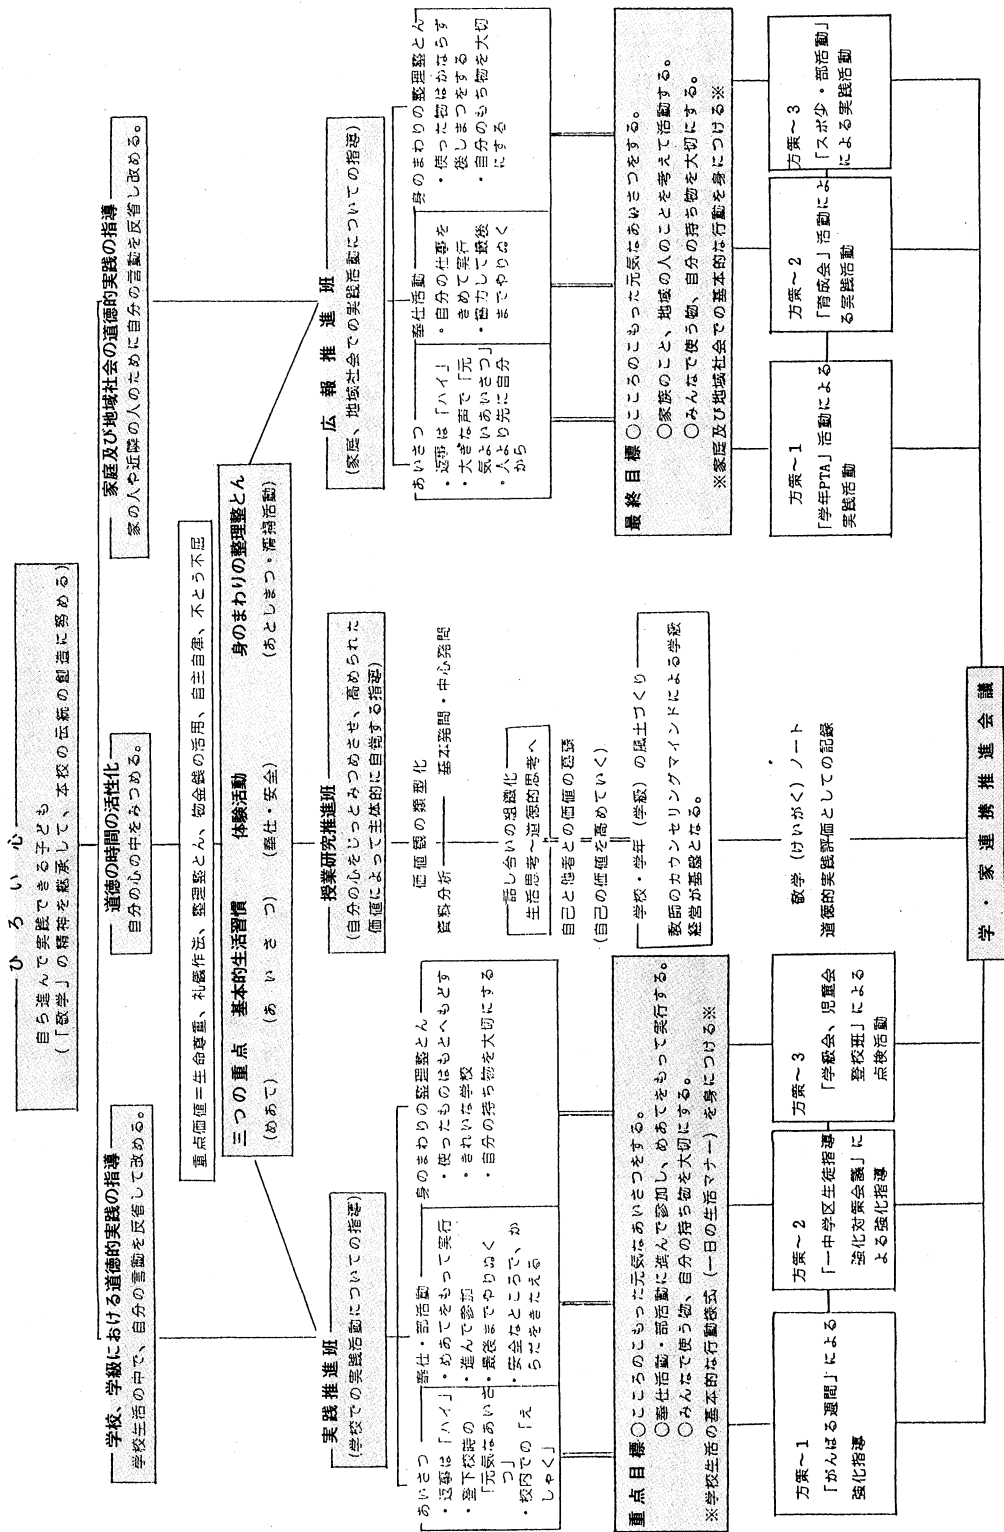 ひろい心
自ら進んで実践できる子ども
(「敬学」の精神を継承して、本校の伝統の創造に努める)
学校、学級における道徳的実践の指導
学校生活の中で、自分の言動を反省して改める。
道徳の時間の活性化
自分の心の中をみつめる。
家庭及び地域社会の道徳的実践の指導
家の人や近隣の人のために自分の言動を反省し改める。
重点価値=生命尊重、礼儀作法、整理整とん、物金銭の活用、自主自律、不とう不屈
三つの重点 基本的生活習慣 体験活動 身のまわりの整理整とん
(めあて) (あいさつ) (奉仕・安全) (あとしまつ・清掃活動)
実践推進班
(学校での実践活動についての指導)
授業研究推進班
(自分の心をじっとみつめさせ、高められた
価値によって主体的に自覚する指導)
広報推進班
(家庭、地域社会での実践活動についての指導)
あいさつ
・返事は「ハイ」
・登下校時の
「元気なあいさ
つ」
・校内での「え
しゃく」
奉仕・部活動
・めあてをもって実行
・進んで参加
・最後までやりぬく
・安全なところで、か
らだをきたえる
身のまわりの整理整とん
・使ったものはもとへもどす
・きれいな学校
・自分の持ち物を大切にする
価値観の類型化
資料分析 基本発問・中心発問
話し合いの組織化
生活思考~道徳的思考へ
自己と他者との価値の葛藤
(自己の価値を高めていく)
学校・学年(学級)の風土づくり
教師のカウンセリングマインドによる学級
経営が基盤となる。
敬学(けいがく)ノート
道徳的実践評価としての記録
あいさつ
・返事は「ハイ」
・大きな声で「元
気よいあいさつ」
・人より先に自分
から
奉仕活動
・自分の仕事を
きめて実行
・協力して最後
までやりぬく
身のまわりの整理整とん
・使った物はかならず
後しまつをする
・自分のもち物を大切
にする
重点目標○こころのこもった元気なあいさつをする。
○奉仕活動・部活動に進んで参加し、めあてをもって実行する。
○みんなで使う物、自分の持ち物を大切にする。
※学校生活の基本的な行動様式(一日の生活マナー)を身につける※
最終目標○こころのこもった元気なあいさつをする。
○家族のこと、地域の人のことを考えて活動する。
○みんなで使う物、自分の持ち物を大切にする。
※家庭及び地域社会での基本的な行動を身につける※
方策~1
「がんばる週間」による
強化指導
方策~2
「一中学区生徒指導
強化対策会議」に
よる強化指導
方策~3
「学級会、児童会
登校班」による
点検活動
方策~1
「学年PTA」活動による
実践活動
方策~2
「育成会」活動によ
る実践活動
方策~3
「スポ少・部活動」
による実践活動
学・家連携推進会議